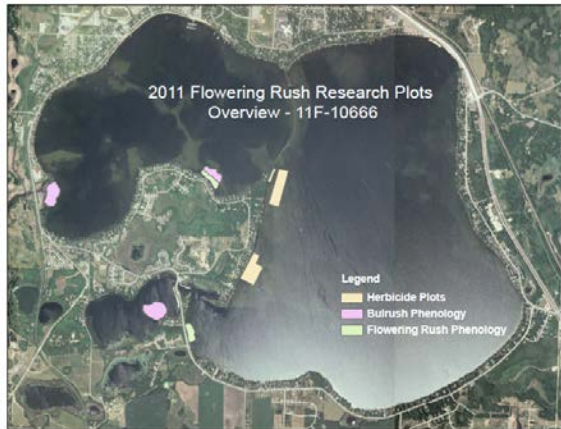 2011 Flowering Rush Research Plots
Overview - 11F-10666
Legend
Herbicide Plots
Bulrush Phenology
Flowering Rush Phenology